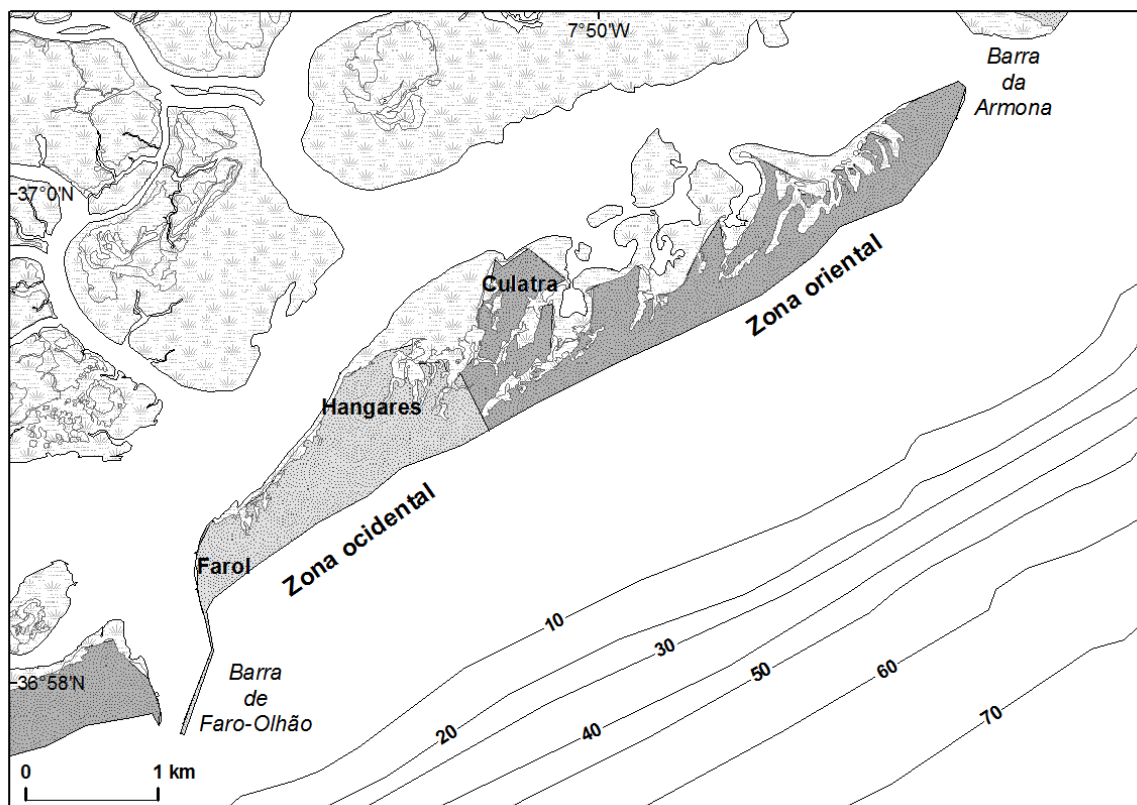 7°50'W
Barra
da
Armona
37°0'N
Culatra
Zona oriental
Hangares
Zona ocidental
Farol
10
30
50
60
70
20
40
36°58'N
Barra
de
Faro-Olhão
0 1 km